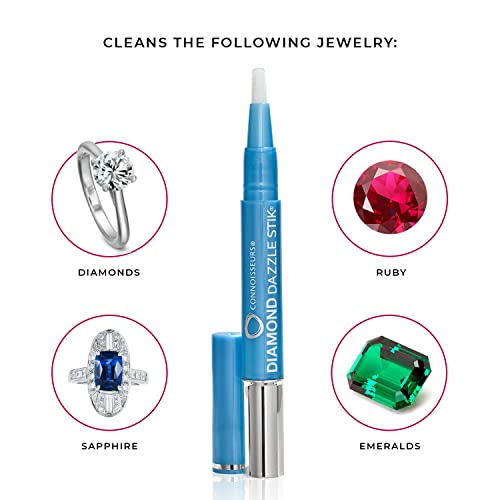 CLEANS THE FOLLOWING JEWELRY:
DIAMONDS
RUBY
CONNOISSEURS®
DIAMOND DAZZLE STIK®
SAPPHIRE
EMERALDS